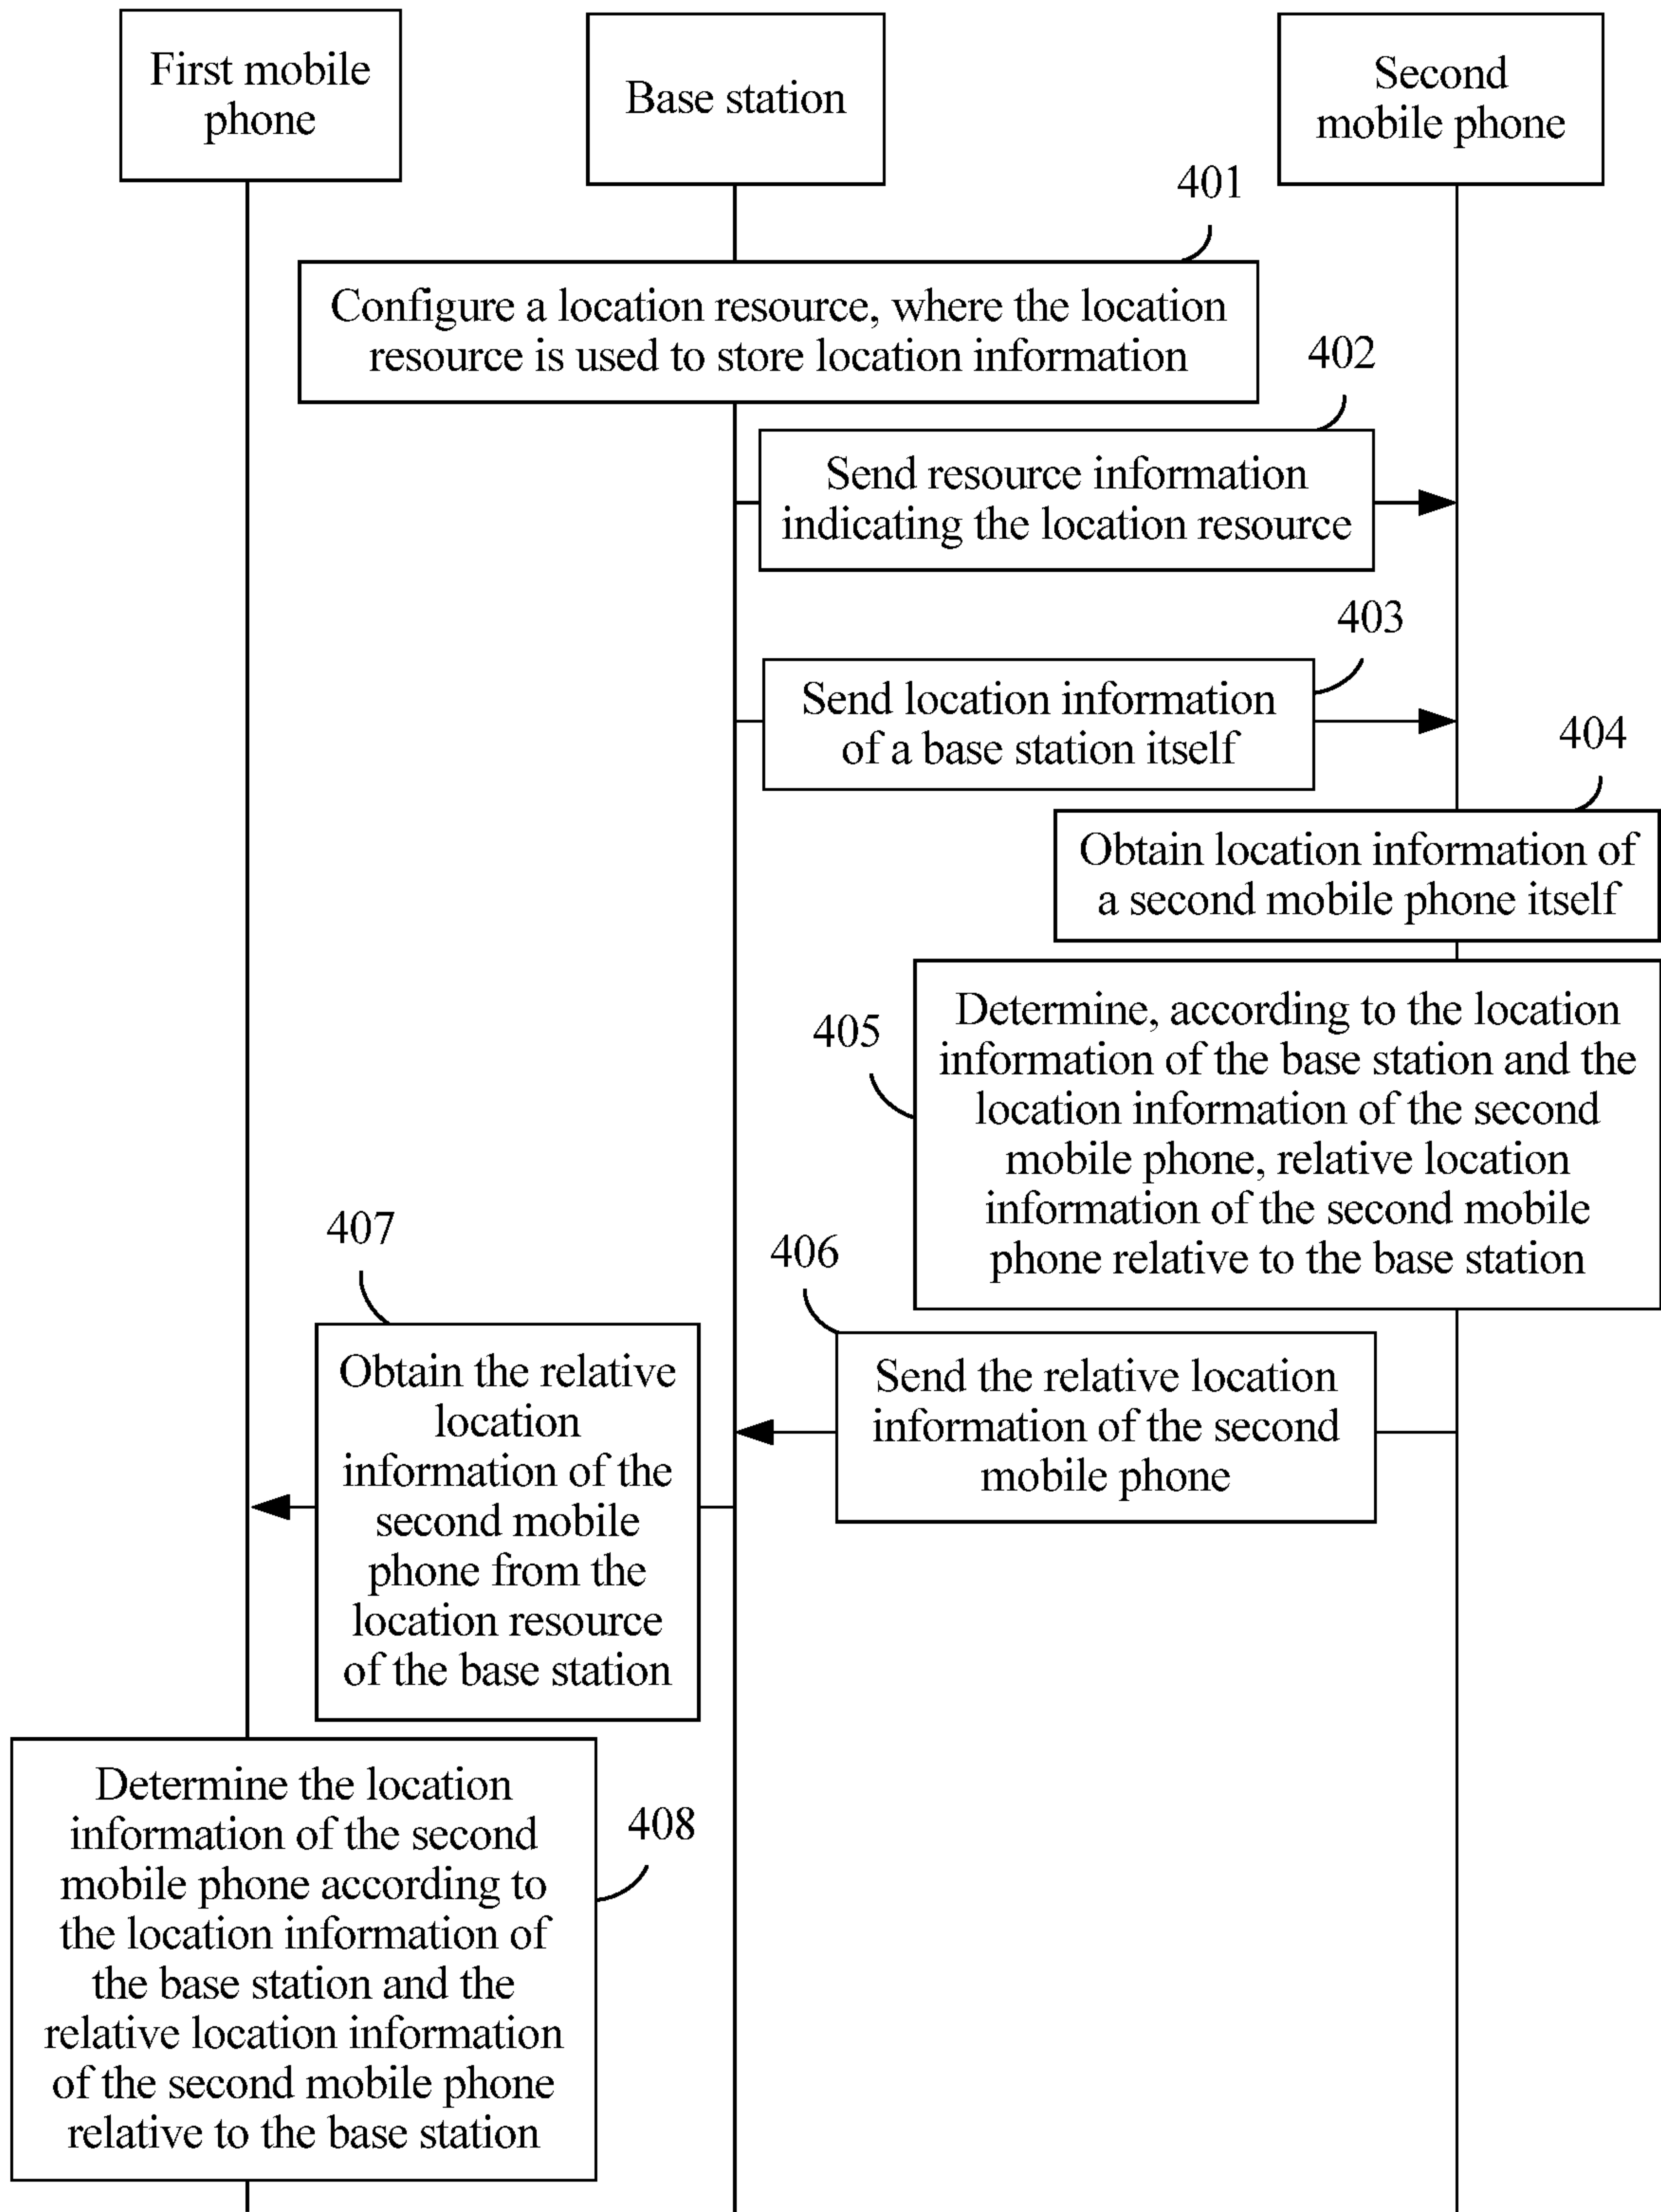 First mobile
phone
Base station
Second
mobile phone
401
Configure a location resource, where the location
resource is used to store location information
402
Send resource information
indicating the location resource
403
Send location information
of a base station itself
404
Obtain location information of
a second mobile phone itself
405
Determine, according to the location
information of the base station and the
location information of the second
mobile phone, relative location
information of the second mobile
phone relative to the base station
406
Send the relative location
information of the second
mobile phone
407
Obtain the relative
location
information of the
second mobile
phone from the
location resource
of the base station
408
Determine the location
information of the second
mobile phone according to
the location information of
the base station and the
relative location information
of the second mobile phone
relative to the base station